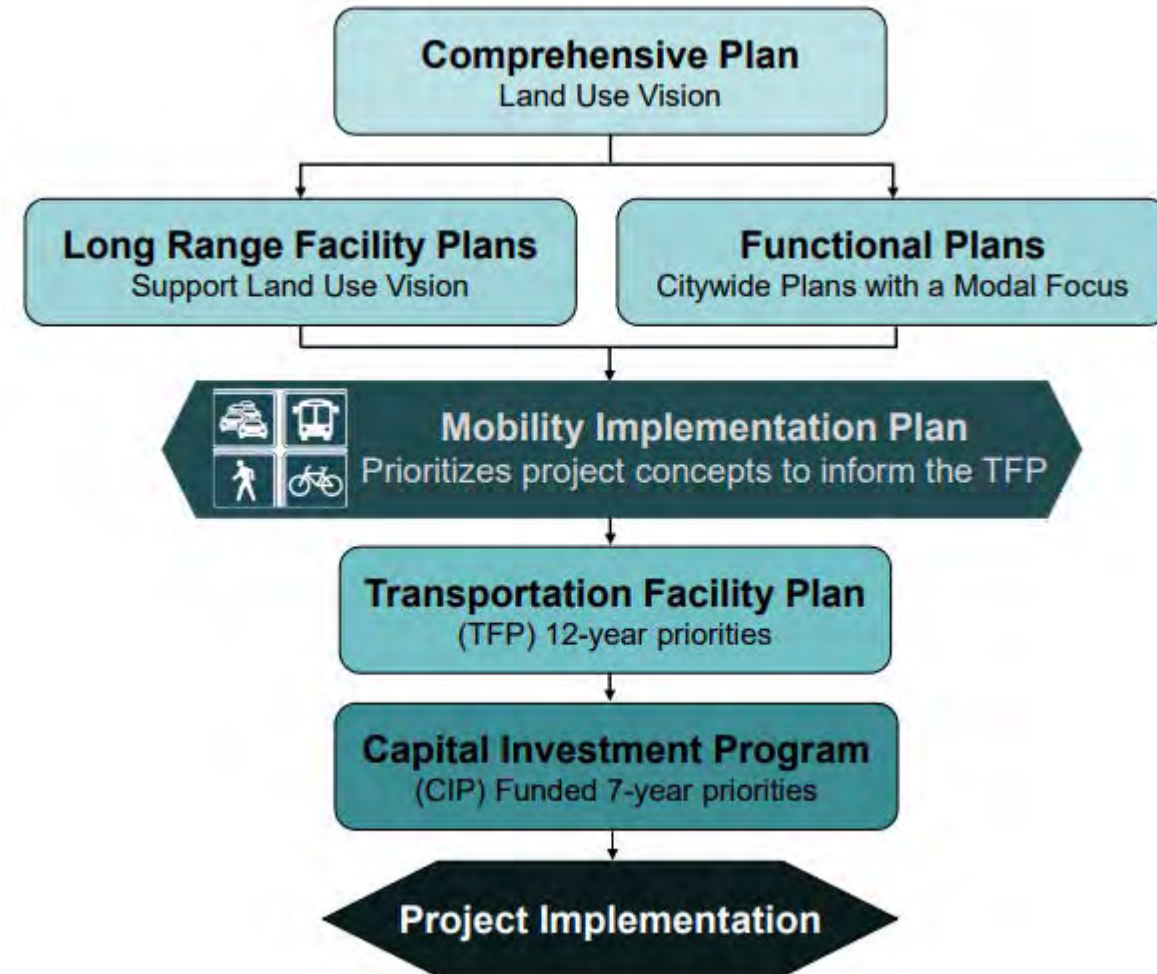 Comprehensive Plan
Land Use Vision
Long Range Facility Plans
Support Land Use Vision
Functional Plans
Citywide Plans with a Modal Focus
Mobility Implementation Plan
Prioritizes project concepts to inform the TFP
Transportation Facility Plan
(TFP) 12-year priorities
Capital Investment Program
(CIP) Funded 7-year priorities
Project Implementation